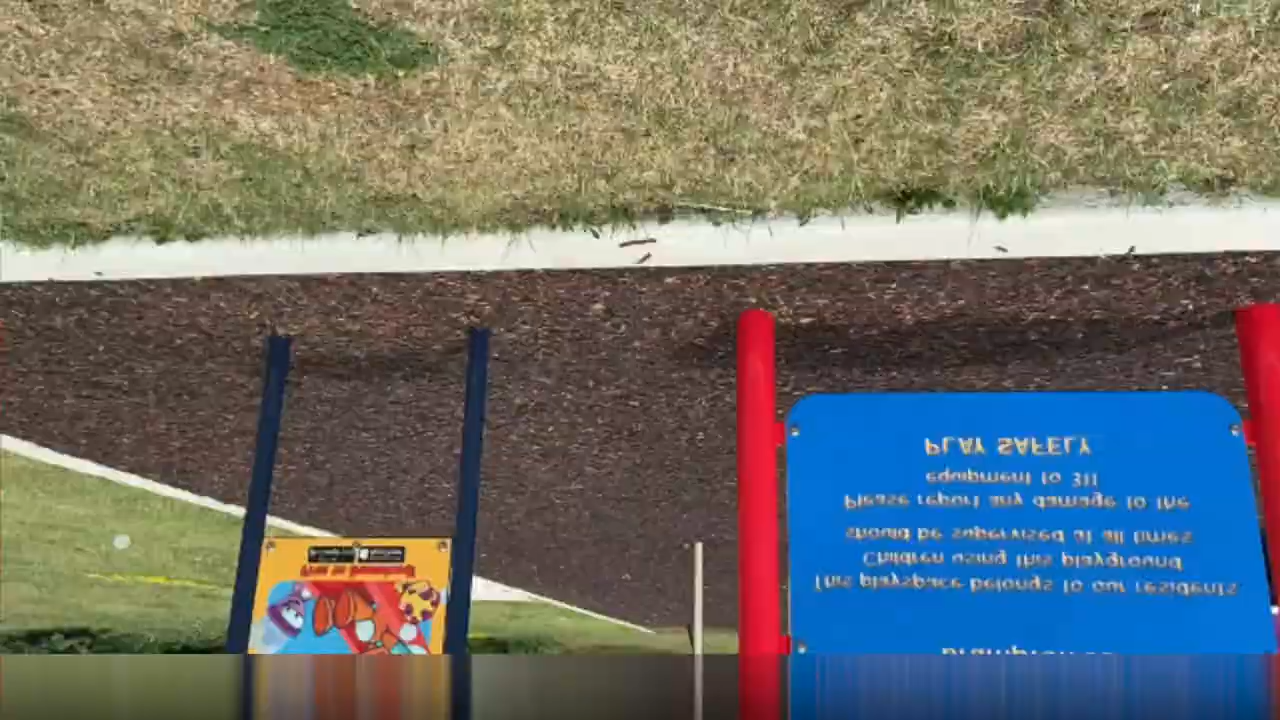 Brampton
This playspace belongs to our residents
Children using this playground
should be supervised at all times
Please report any damage to the
equipment to 311
PLAY SAFELY